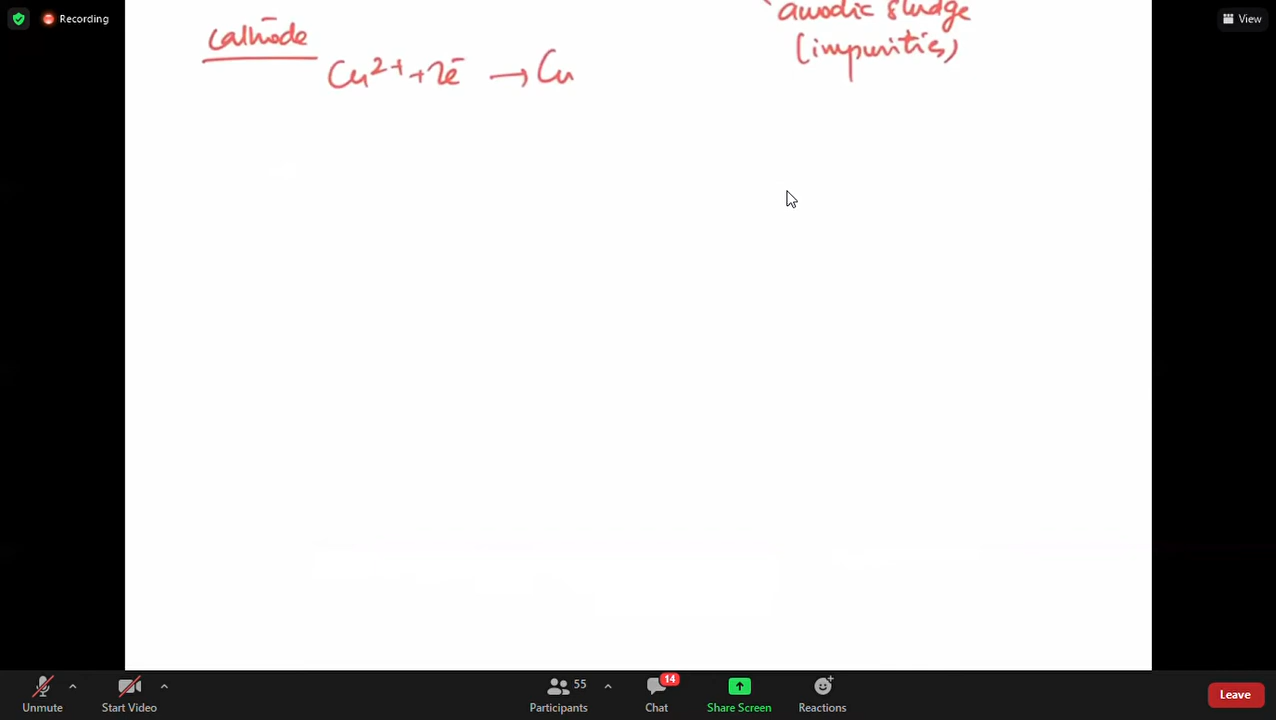 Recording
View
anodic sludge
(impurities)
cathode
Cu²⁺ + 2e⁻ → Cu
55
14
Unmute
Start Video
Participants
Chat
Share Screen
Reactions
Leave